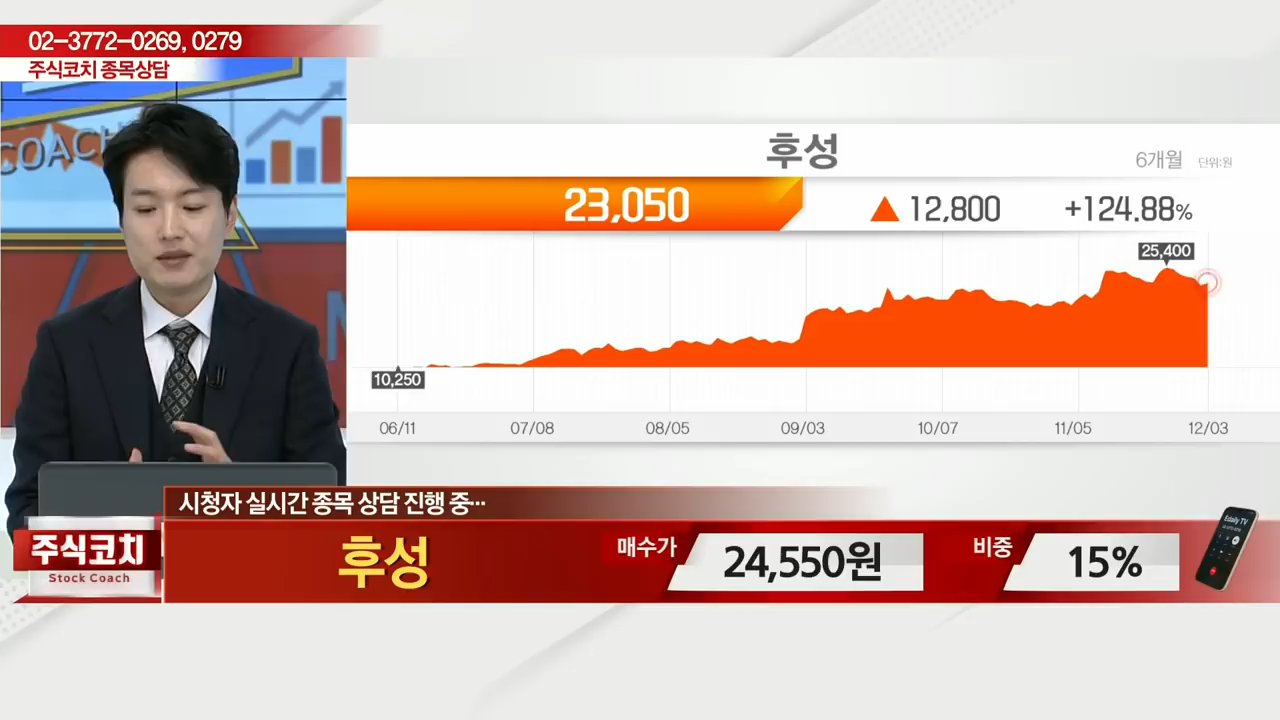 02-3772-0269, 0279
주식코치 종목상담
COACH
후성
6개월 단위:원
23,050 ▲ 12,800 +124.88%
25,400
10,250
06/11 07/08 08/05 09/03 10/07 11/05 12/03
시청자 실시간 종목 상담 진행 중...
주식코치
Stock Coach
후성 매수가 24,550원 비중 15%
Edaily TV